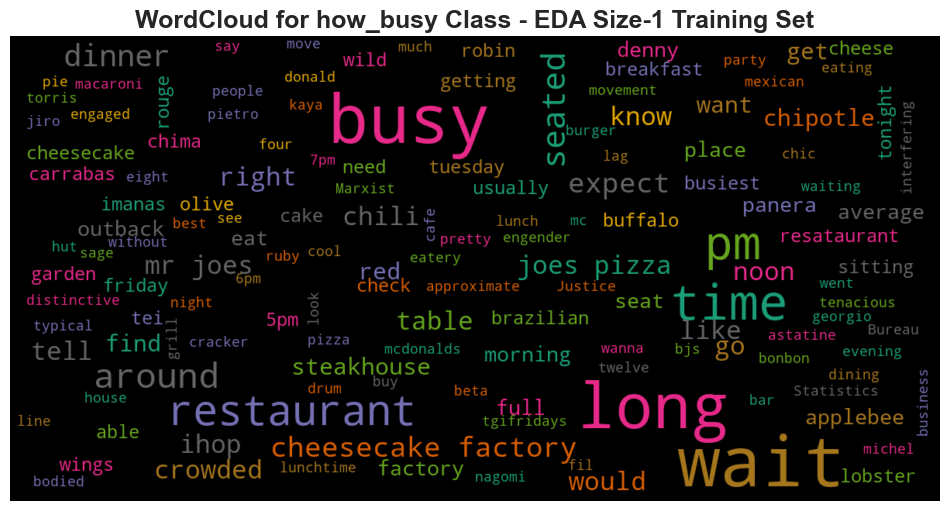 WordCloud for how_busy Class - EDA Size-1 Training Set
dinner
say
move
much
robin
denny
get
cheese
wild
party
eating
pie
macaroni
donald
getting
seated
breakfast
mexican
torris
engaged
rouge
people
kaya
busy
movement
know
want
chipotle
tonight
interfering
jiro
pietro
burger
chima
four
7pm
lag
place
chic
cheesecake
need
tuesday
carrabas
eight
right
Marxist
usually
expect
busiest
waiting
imanas
olive
see
cake
chili
cafe
lunch
mc
buffalo
panera
average
outback
best
pretty
engender
pm
resataurant
hut
sage
without
eat
ruby
cool
eatery
mr joes
red
joes pizza
noon
sitting
garden
friday
6pm
check
approximate
Justice
went
distinctive
night
look
seat
time
tenacious
georgio
typical
tei
5pm
table
brazilian
like
astatine
Bureau
tell
find
grill
cracker
pizza
mcdonalds
morning
wanna
bjs
go
bonbon
evening
around
steakhouse
twelve
dining
house
drum
buy
beta
long
Statistics
business
line
restaurant
full
bar
applebee
able
tgifridays
ihop
cheesecake factory
wait
michel
wings
crowded
lunchtime
factory
fil
would
lobster
bodied
nagomi